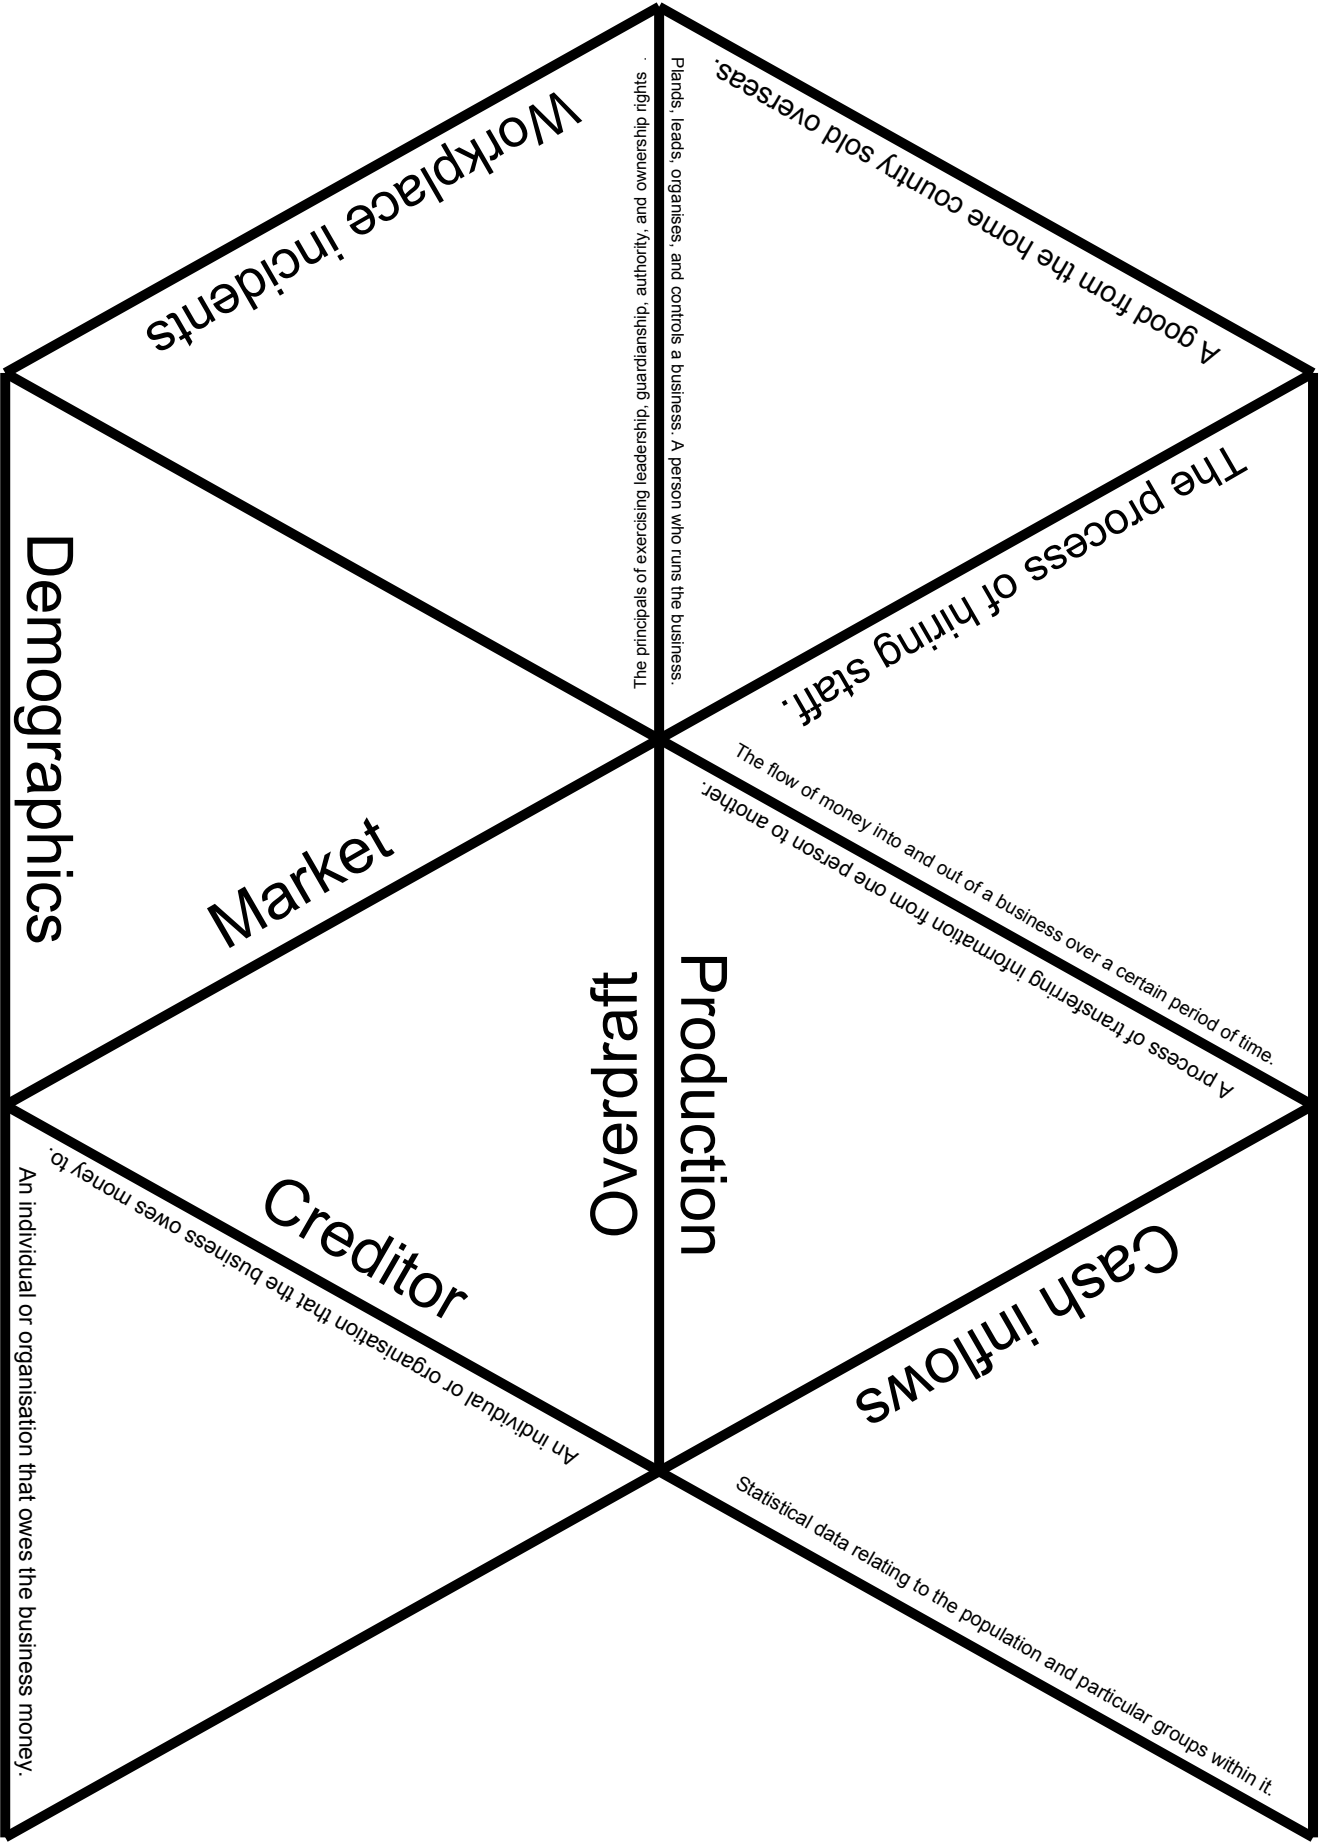 Workplace incidents
The principals of exercising leadership, guardianship, authority, and ownership rights .
Plands, leads, organises, and controls a business. A person who runs the business.
A good from the home country sold overseas.
The process of hiring staff.
Demographics
Market
The flow of money into and out of a business over a certain period of time.
A process of transferring information from one person to another.
Overdraft
Production
Creditor
An individual or organisation that the business owes money to.
An individual or organisation that owes the business money.
Cash inflows
Statistical data relating to the population and particular groups within it.